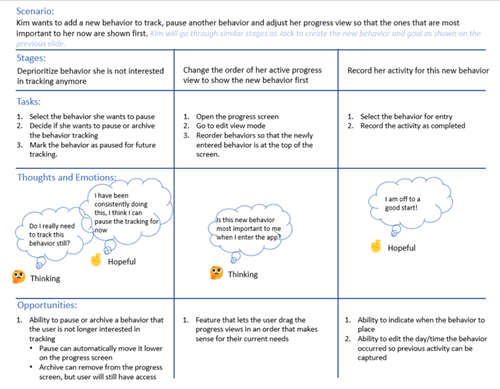 Scenario:
Kim wants to add a new behavior to track, pause another behavior and adjust her progress view so that the ones that are most
important to her now are shown first. Kim will go through similar stages as Jack to create the new behavior and goal as shown on the
previous slide.
Stages:
Deprioritize behavior she is not interested
in tracking anymore
Change the order of her active progress
view to show the new behavior first
Record her activity for this new behavior
Tasks:
1. Select the behavior she wants to pause
2. Decide if she wants to pause or archive
the behavior tracking
3. Mark the behavior as paused for future
tracking.
1. Open the progress screen
2. Go to edit view mode
3. Reorder behaviors so that the newly
entered behavior is at the top of the
screen.
1. Select the behavior for entry
2. Record the activity as completed
Thoughts and Emotions:
Do I really need
to track this
behavior still?
Thinking
I have been
consistently doing
this, I think I can
pause the tracking for
now
Hopeful
Is this new behavior
most important to me
when I enter the app?
Thinking
I am off to a
good start!
Hopeful
Opportunities:
1. Ability to pause or archive a behavior that
the user is not longer interested in
tracking
• Pause can automatically move it lower
on the progress screen
• Archive can remove from the progress
screen, but user will still have access
1. Feature that lets the user drag the
progress views in an order that makes
sense for their current needs
1. Ability to indicate when the behavior to
place
2. Ability to edit the day/time the behavior
occurred so previous activity can be
captured